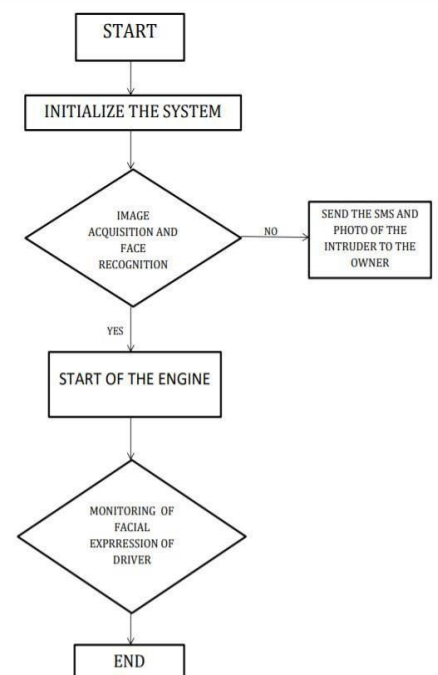 START
INITIALIZE THE SYSTEM
IMAGE
ACQUISITION AND
FACE
RECOGNITION
NO
SEND THE SMS AND
PHOTO OF THE
INTRUDER TO THE
OWNER
YES
START OF THE ENGINE
MONITORING OF
FACIAL
EXPRRESSION OF
DRIVER
END